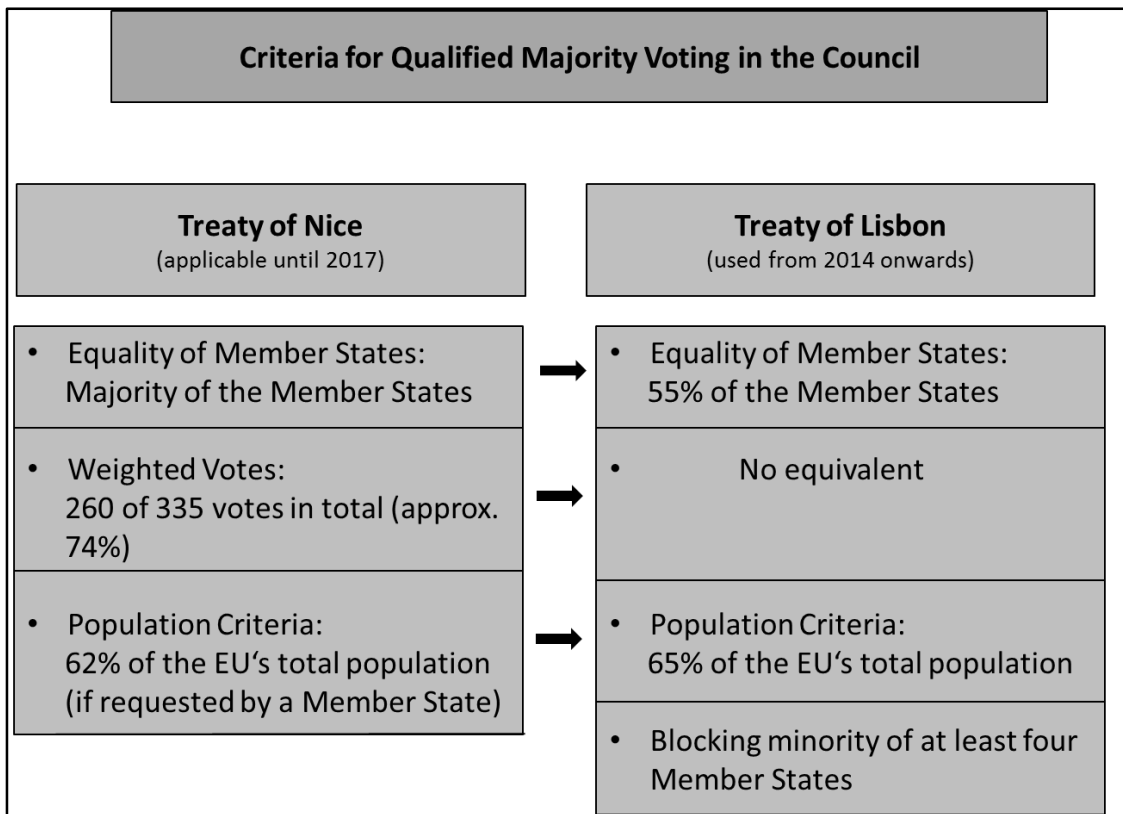 Criteria for Qualified Majority Voting in the Council
Treaty of Nice
(applicable until 2017)
Treaty of Lisbon
(used from 2014 onwards)
• Equality of Member States:
Majority of the Member States
• Equality of Member States:
55% of the Member States
• Weighted Votes:
260 of 335 votes in total (approx.
74%)
• No equivalent
• Population Criteria:
62% of the EU‘s total population
(if requested by a Member State)
• Population Criteria:
65% of the EU‘s total population
• Blocking minority of at least four
Member States